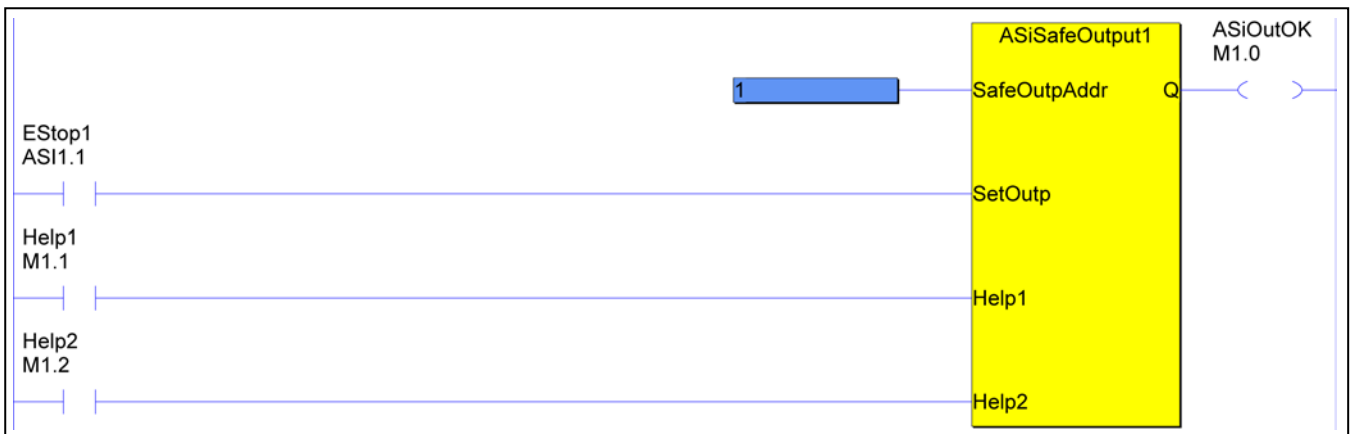 ASiSafeOutput1
ASiOutOK
M1.0
1
SafeOutpAddr
Q
EStop1
ASI1.1
SetOutp
Help1
M1.1
Help1
Help2
M1.2
Help2